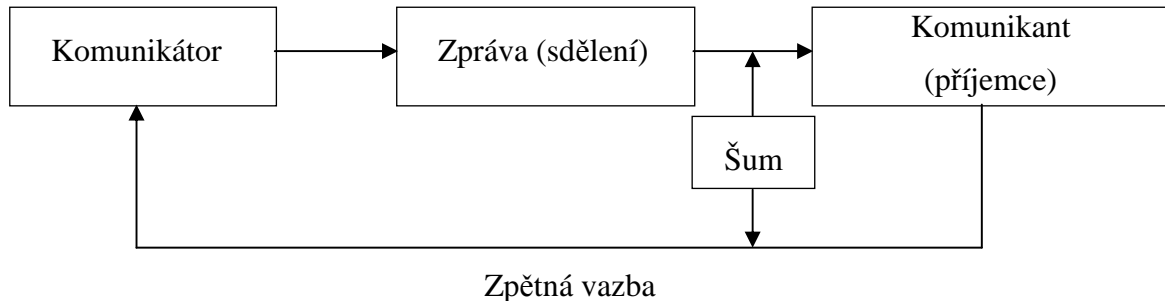 Komunikátor
Zpráva (sdělení)
Komunikant
(příjemce)
Šum
Zpětná vazba